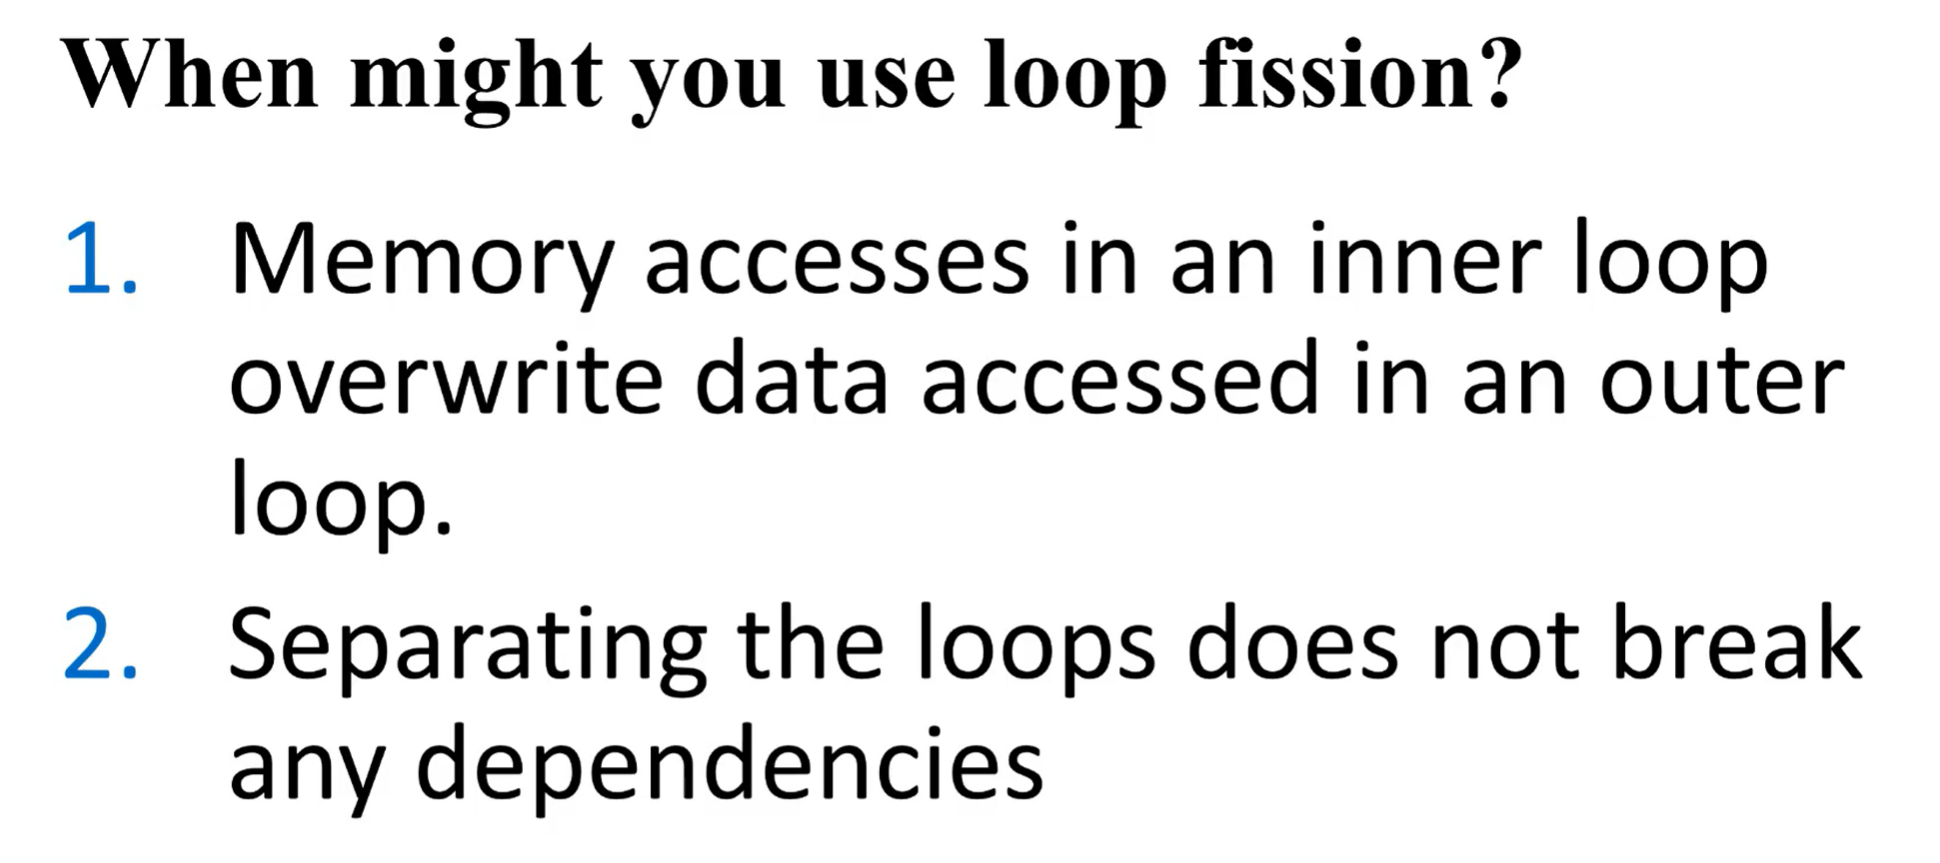 When might you use loop fission?
1. Memory accesses in an inner loop
overwrite data accessed in an outer
loop.
2. Separating the loops does not break
any dependencies